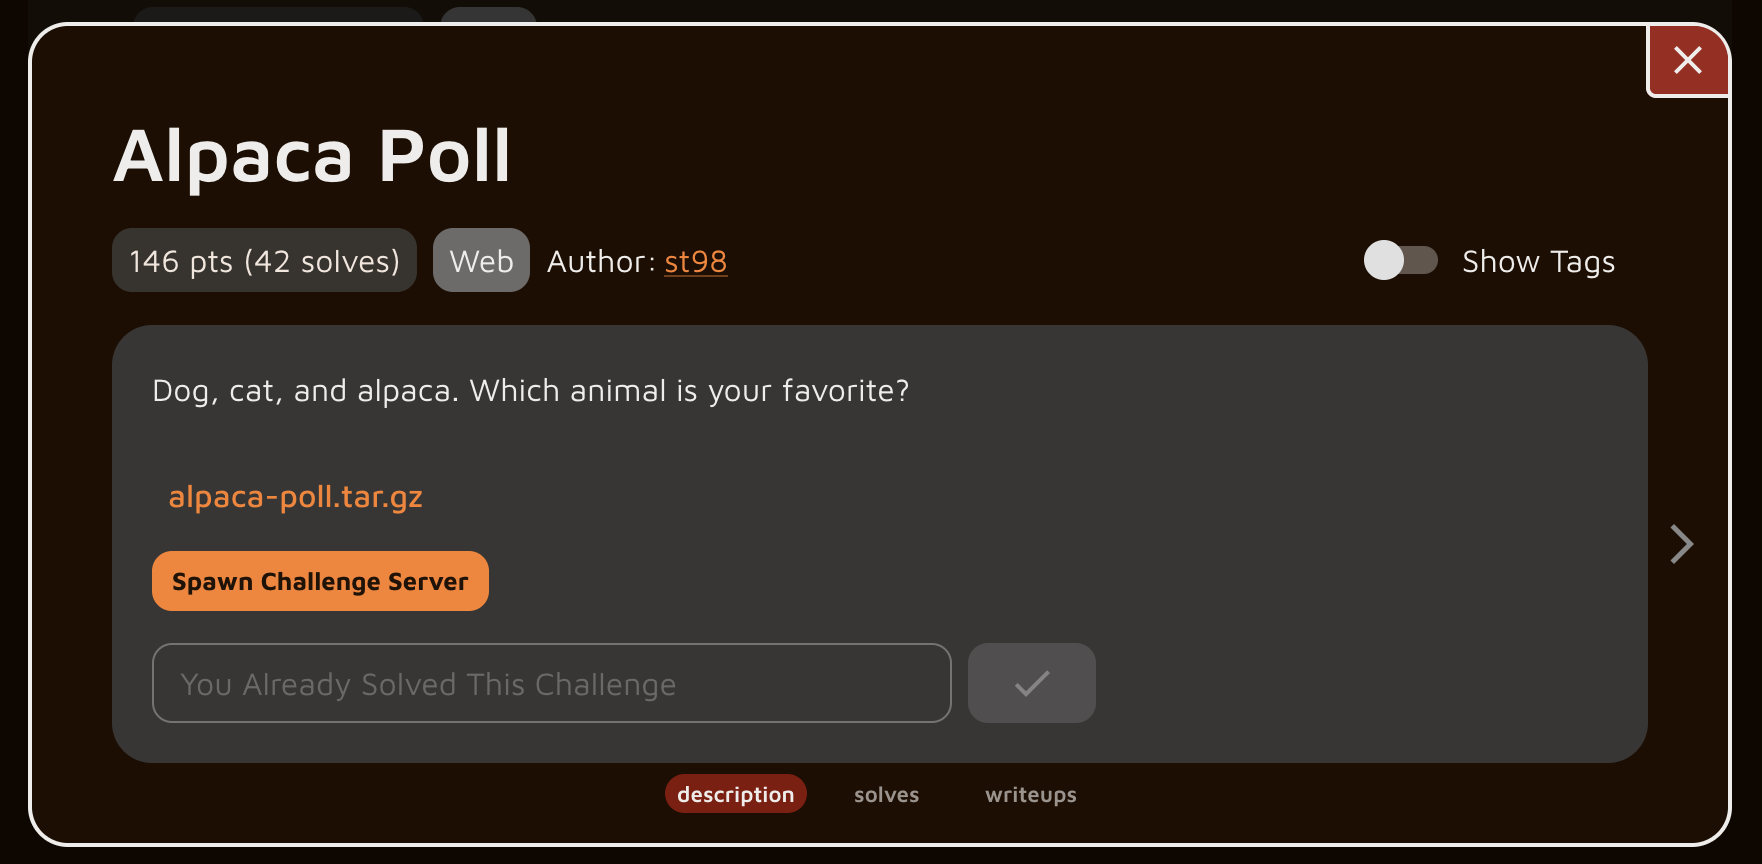 Alpaca Poll
146 pts (42 solves) Web Author: st98 Show Tags
Dog, cat, and alpaca. Which animal is your favorite?
alpaca-poll.tar.gz
Spawn Challenge Server
You Already Solved This Challenge
description solves writeups